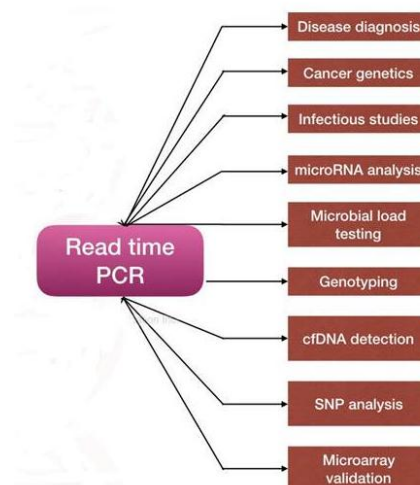 Disease diagnosis
Cancer genetics
Infectious studies
microRNA analysis
Microbial load
testing
Read time
PCR
Genotyping
cfDNA detection
SNP analysis
Microarray
validation